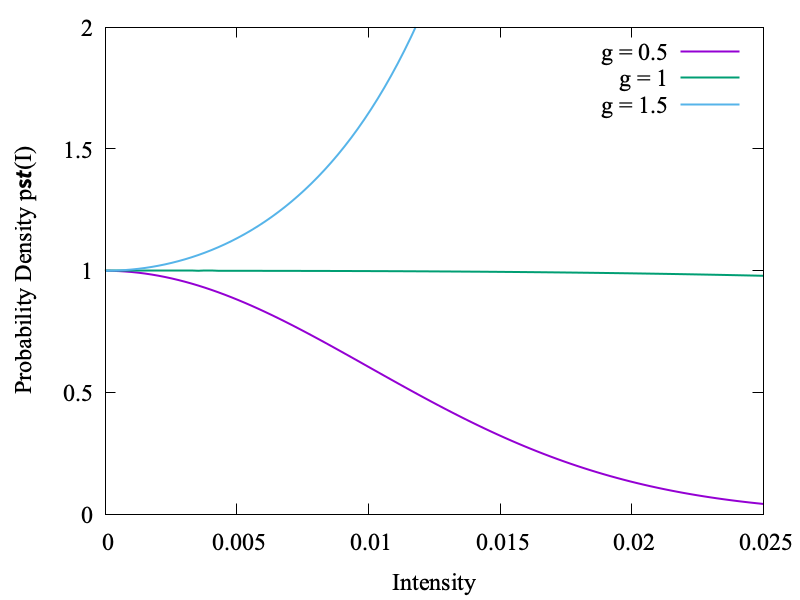 2
1.5
1
0.5
0
0
0.005
0.01
0.015
0.02
0.025
Probability Density pst(I)
Intensity
g = 0.5
g = 1
g = 1.5